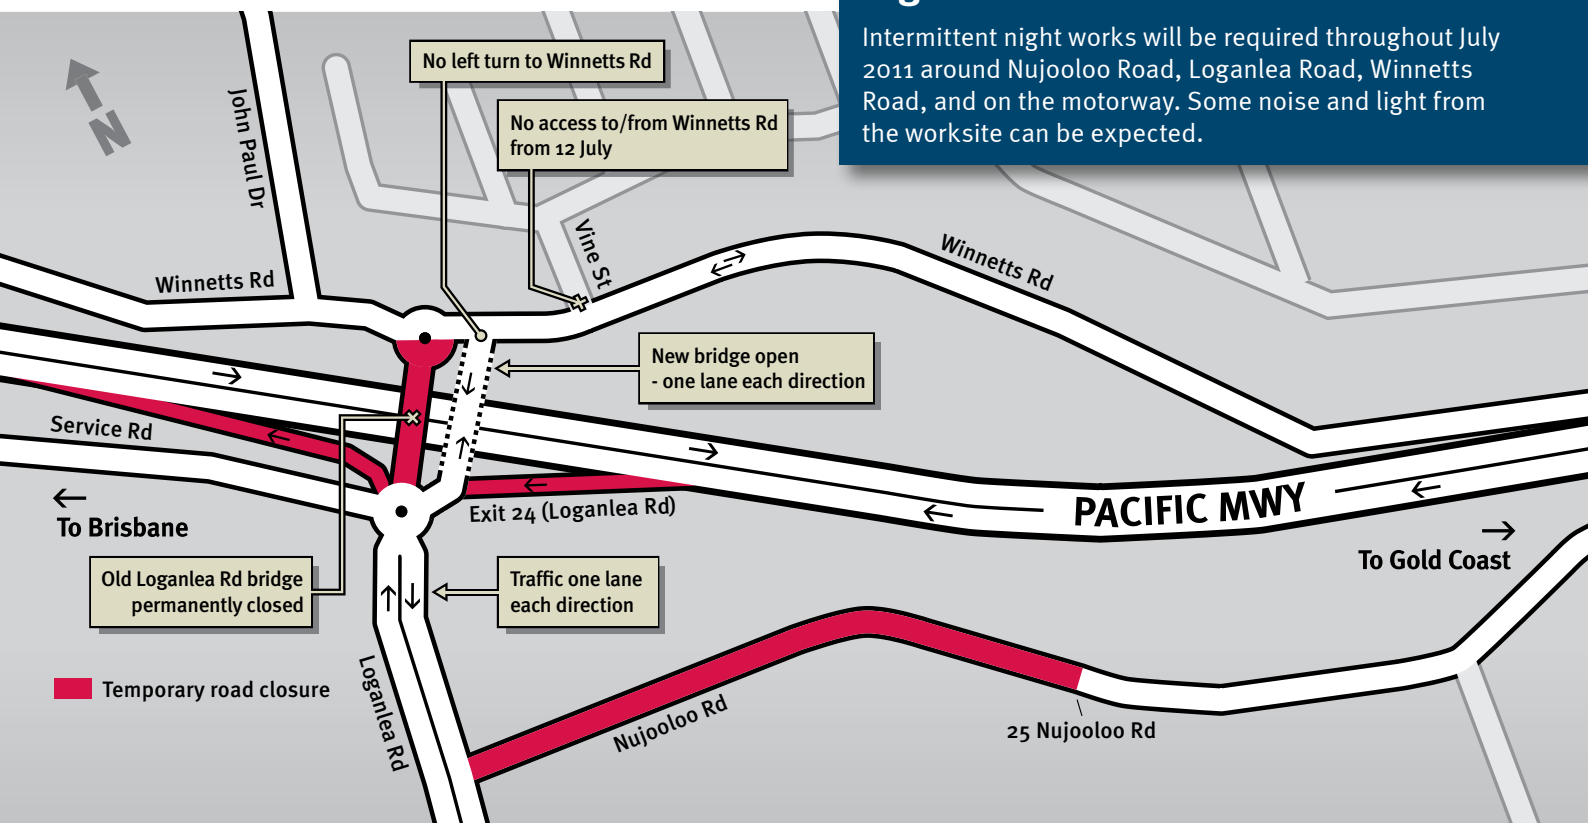 Intermittent night works will be required throughout July
2011 around Nujooloo Road, Loganlea Road, Winnetts
Road, and on the motorway. Some noise and light from
the worksite can be expected.
No left turn to Winnetts Rd
No access to/from Winnetts Rd
from 12 July
N
John Paul Dr
Vine St
Winnetts Rd
Winnetts Rd
New bridge open
- one lane each direction
Service Rd
To Brisbane
Exit 24 (Loganlea Rd)
PACIFIC MWY
To Gold Coast
Old Loganlea Rd bridge
permanently closed
Traffic one lane
each direction
Temporary road closure
Loganlea Rd
Nujooloo Rd
25 Nujooloo Rd